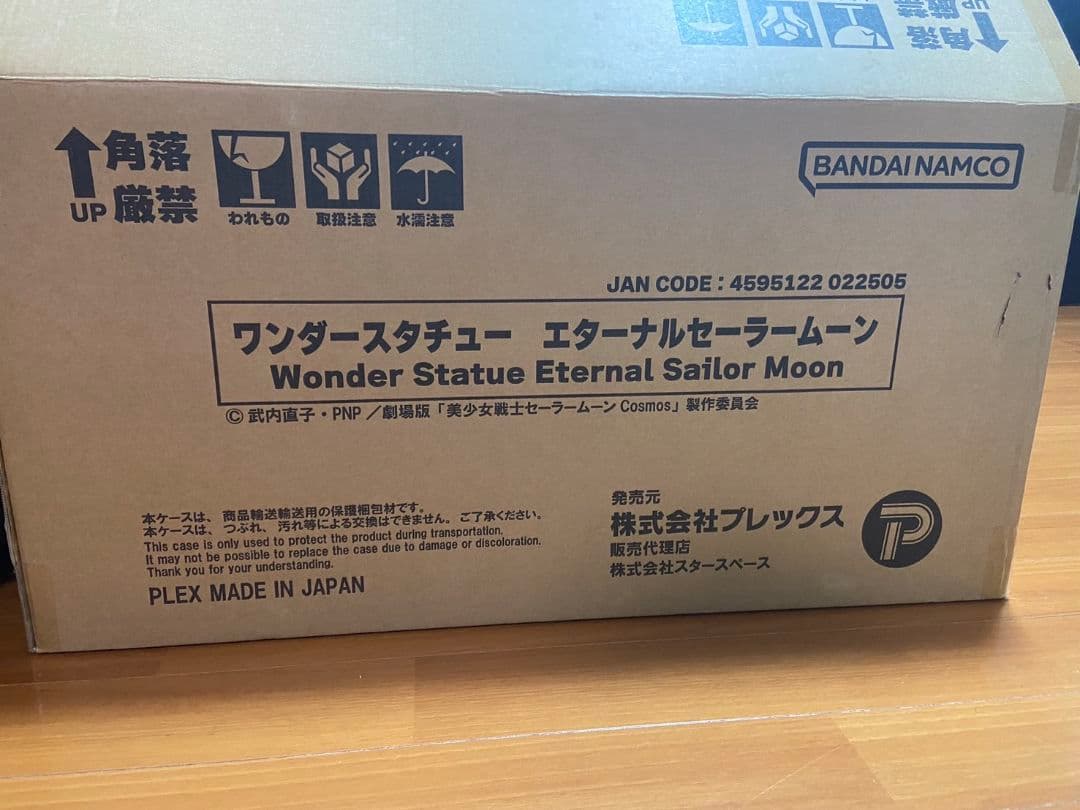 角落
UP
厳禁
↑角落
UP厳禁
われもの
取扱注意
水濡注意
BANDAI NAMCO
JAN CODE：4595122 022505
ワンダースタチュー　エターナルセーラームーン
Wonder Statue Eternal Sailor Moon
© 武内直子・PNP／劇場版「美少女戦士セーラームーン Cosmos」製作委員会
本ケースは、商品輸送輸送用の保護梱包材です。
本ケースは、つぶれ、汚れ等による交換はできません。ご了承ください。
This case is only used to protect the product during transportation.
It may not be possible to replace the case due to damage or discoloration.
Thank you for your understanding.
PLEX MADE IN JAPAN
発売元
株式会社プレックス
販売代理店
株式会社スタースペース